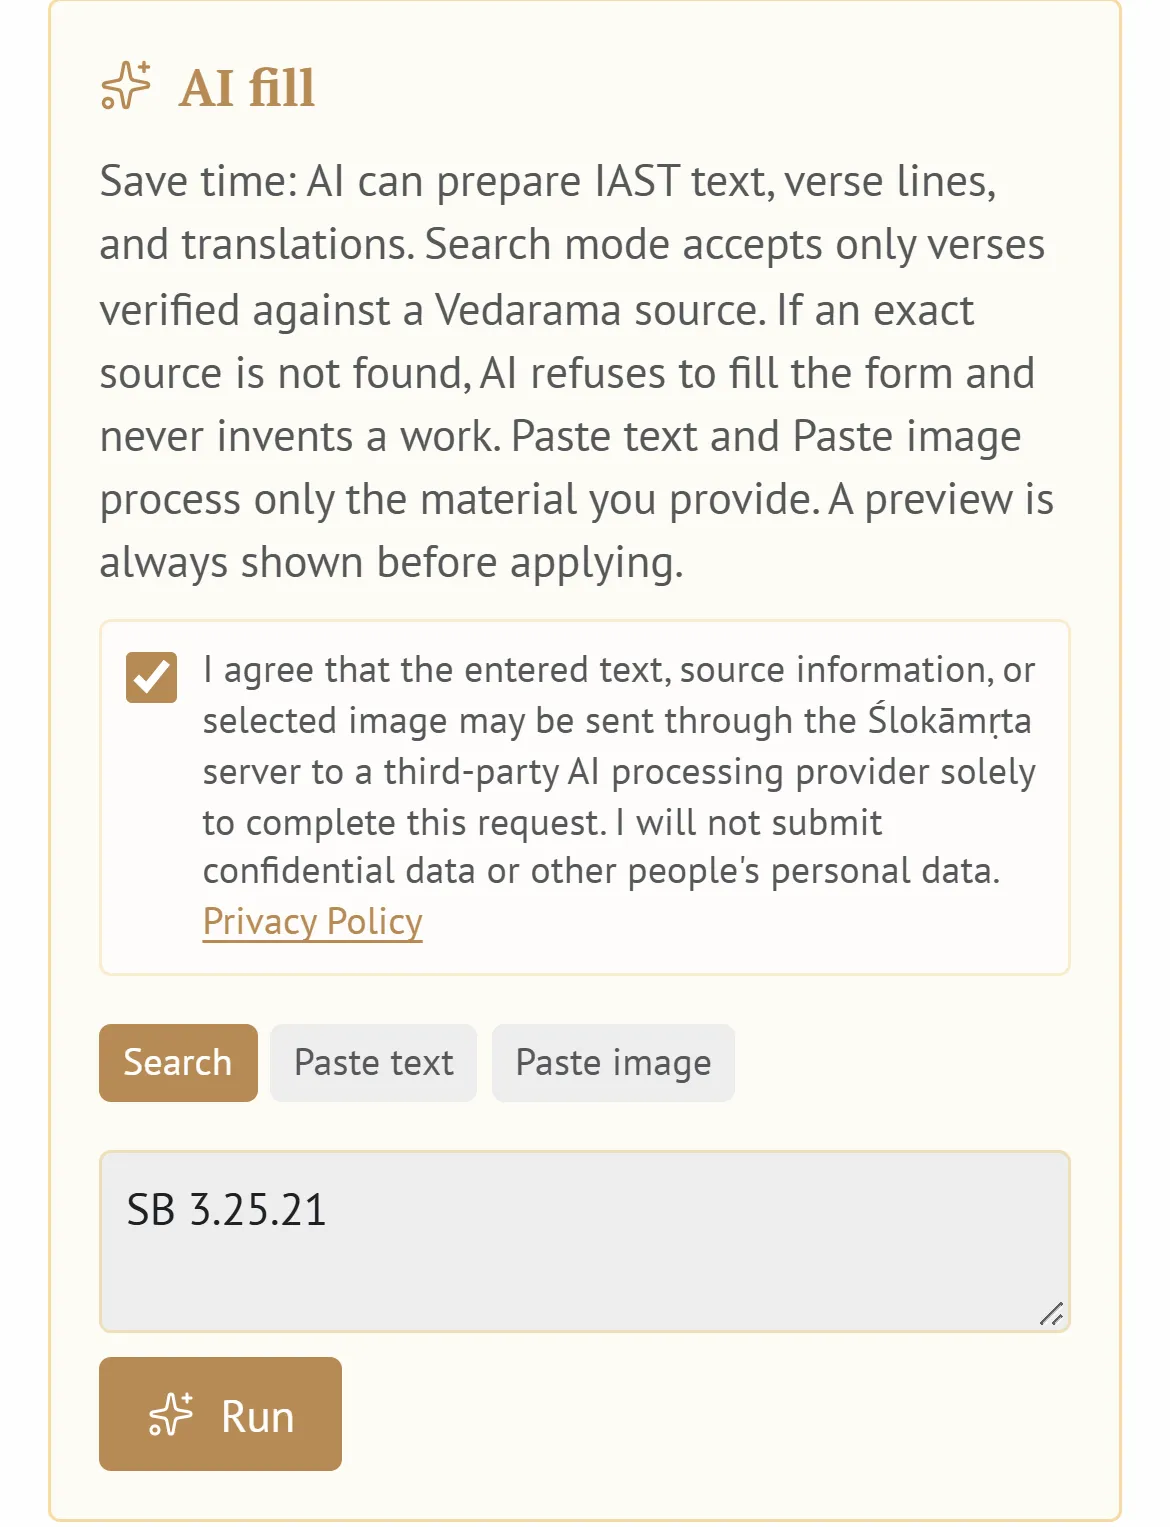 AI fill
Save time: AI can prepare IAST text, verse lines,
and translations. Search mode accepts only verses
verified against a Vedarama source. If an exact
source is not found, AI refuses to fill the form and
never invents a work. Paste text and Paste image
process only the material you provide. A preview is
always shown before applying.
I agree that the entered text, source information, or
selected image may be sent through the Ślokāmṛta
server to a third-party AI processing provider solely
to complete this request. I will not submit
confidential data or other people's personal data.
Privacy Policy
Search Paste text Paste image
SB 3.25.21
Run